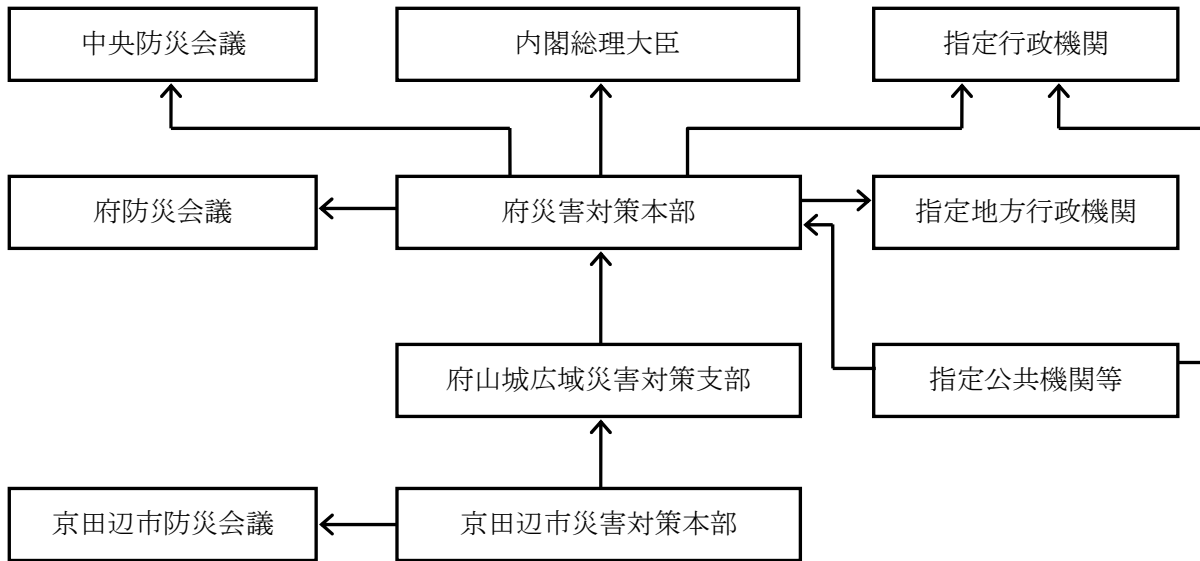 中央防災会議
内閣総理大臣
指定行政機関
府防災会議
府災害対策本部
指定地方行政機関
府山城広域災害対策支部
指定公共機関等
京田辺市防災会議
京田辺市災害対策本部